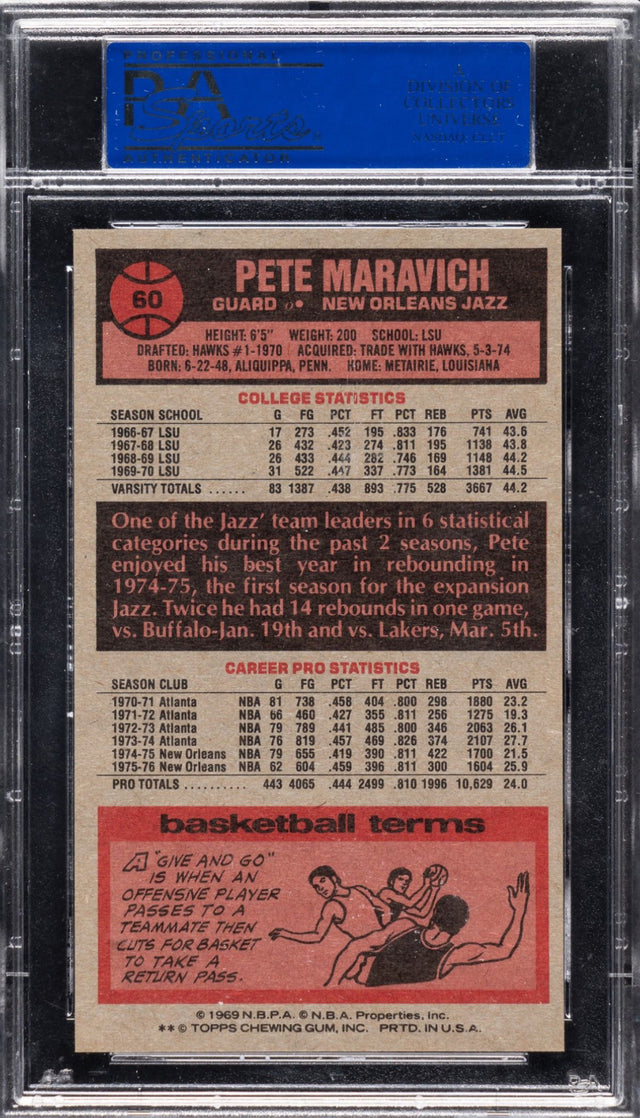 PROFESSIONAL
PSA
Sports
AUTHENTICATOR
A
DIVISION OF
COLLECTORS
UNIVERSE
NASDAQ: CLCT
60
PETE MARAVICH
GUARD • NEW ORLEANS JAZZ
HEIGHT: 6'5" WEIGHT: 200 SCHOOL: LSU
DRAFTED: HAWKS #1-1970 ACQUIRED: TRADE WITH HAWKS, 5-3-74
BORN: 6-22-48, ALIQUIPPA, PENN. HOME: METAIRIE, LOUISIANA
COLLEGE STATISTICS
SEASON SCHOOL G FG PCT FT PCT REB PTS AVG
1966-67 LSU 17 273 .452 195 .833 176 741 43.6
1967-68 LSU 26 432 .423 274 .811 195 1138 43.8
1968-69 LSU 26 433 .444 282 .746 169 1148 44.2
1969-70 LSU 31 522 .447 337 .773 164 1381 44.5
VARSITY TOTALS ...... 83 1387 .438 893 .775 528 3667 44.2
One of the Jazz' team leaders in 6 statistical
categories during the past 2 seasons, Pete
enjoyed his best year in rebounding in
1974-75, the first season for the expansion
Jazz. Twice he had 14 rebounds in one game,
vs. Buffalo-Jan. 19th and vs. Lakers, Mar. 5th.
CAREER PRO STATISTICS
SEASON CLUB G FG PCT FT PCT REB PTS AVG
1970-71 Atlanta NBA 81 738 .458 404 .800 298 1880 23.2
1971-72 Atlanta NBA 66 460 .427 355 .811 256 1275 19.3
1972-73 Atlanta NBA 79 789 .441 485 .800 346 2063 26.1
1973-74 Atlanta NBA 76 819 .457 469 .826 374 2107 27.7
1974-75 New Orleans NBA 79 655 .419 390 .811 422 1700 21.5
1975-76 New Orleans NBA 62 604 .459 396 .811 300 1604 25.9
PRO TOTALS .......... 443 4065 .444 2499 .810 1996 10,629 24.0
basketball terms
A "GIVE AND GO"
IS WHEN AN
OFFENSIVE PLAYER
PASSES TO A
TEAMMATE THEN
CUTS FOR BASKET
TO TAKE A
RETURN PASS.
© 1969 N.B.P.A. © N.B.A. Properties, Inc.
** © TOPPS CHEWING GUM, INC. PRTD. IN U.S.A.